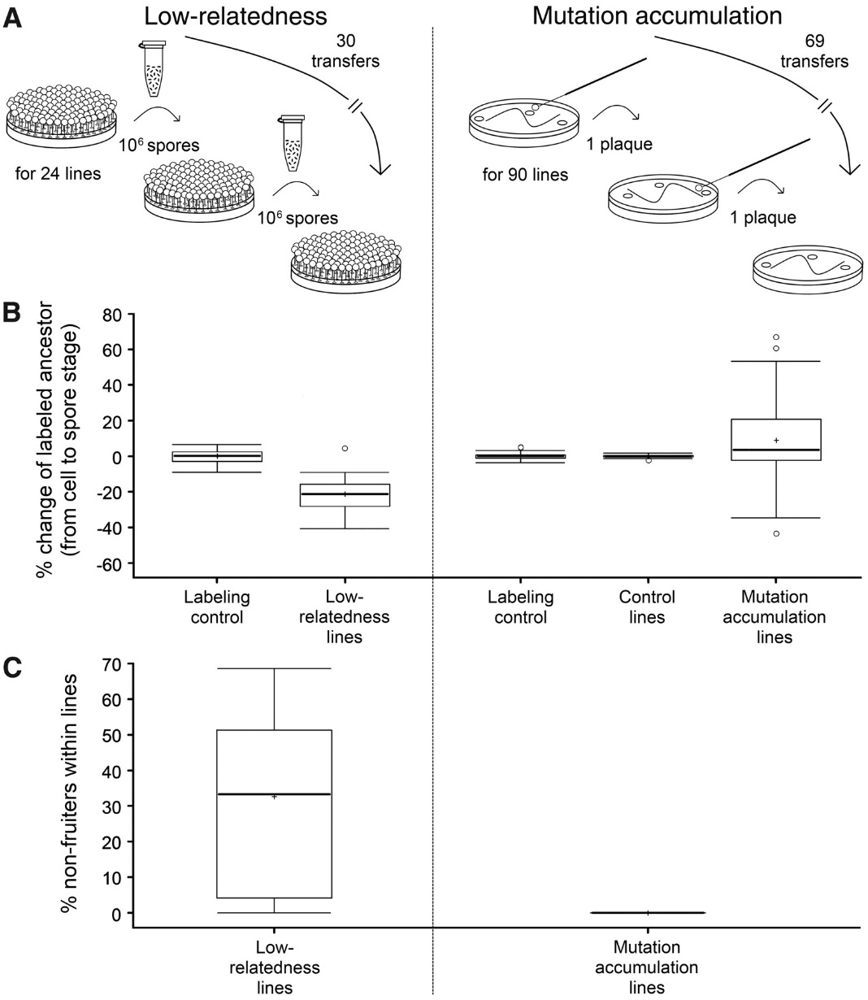 A
Low-relatedness
30
transfers
10⁶ spores
for 24 lines
10⁶ spores
Mutation accumulation
69
transfers
1 plaque
for 90 lines
1 plaque
B
% change of labeled ancestor
(from cell to spore stage)
80
60
40
20
0
-20
-40
-60
Labeling
control
Low-
relatedness
lines
Labeling
control
Control
lines
Mutation
accumulation
lines
C
% non-fruiters within lines
70
60
50
40
30
20
10
0
Low-
relatedness
lines
Mutation
accumulation
lines